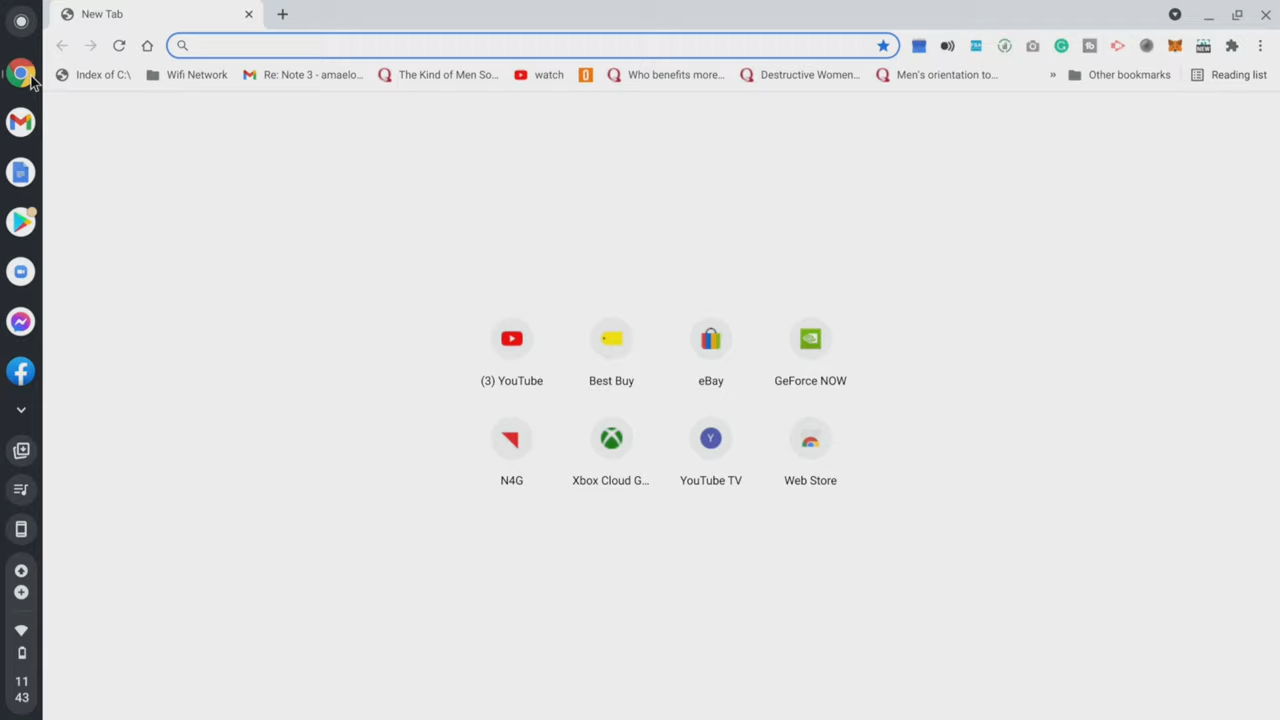 New Tab
Index of C:\ Wifi Network Re: Note 3 - amaelo... The Kind of Men So... watch Who benefits more... Destructive Women... Men's orientation to... » Other bookmarks Reading list
(3) YouTube Best Buy eBay GeForce NOW
Y
N4G Xbox Cloud G... YouTube TV Web Store
11
43